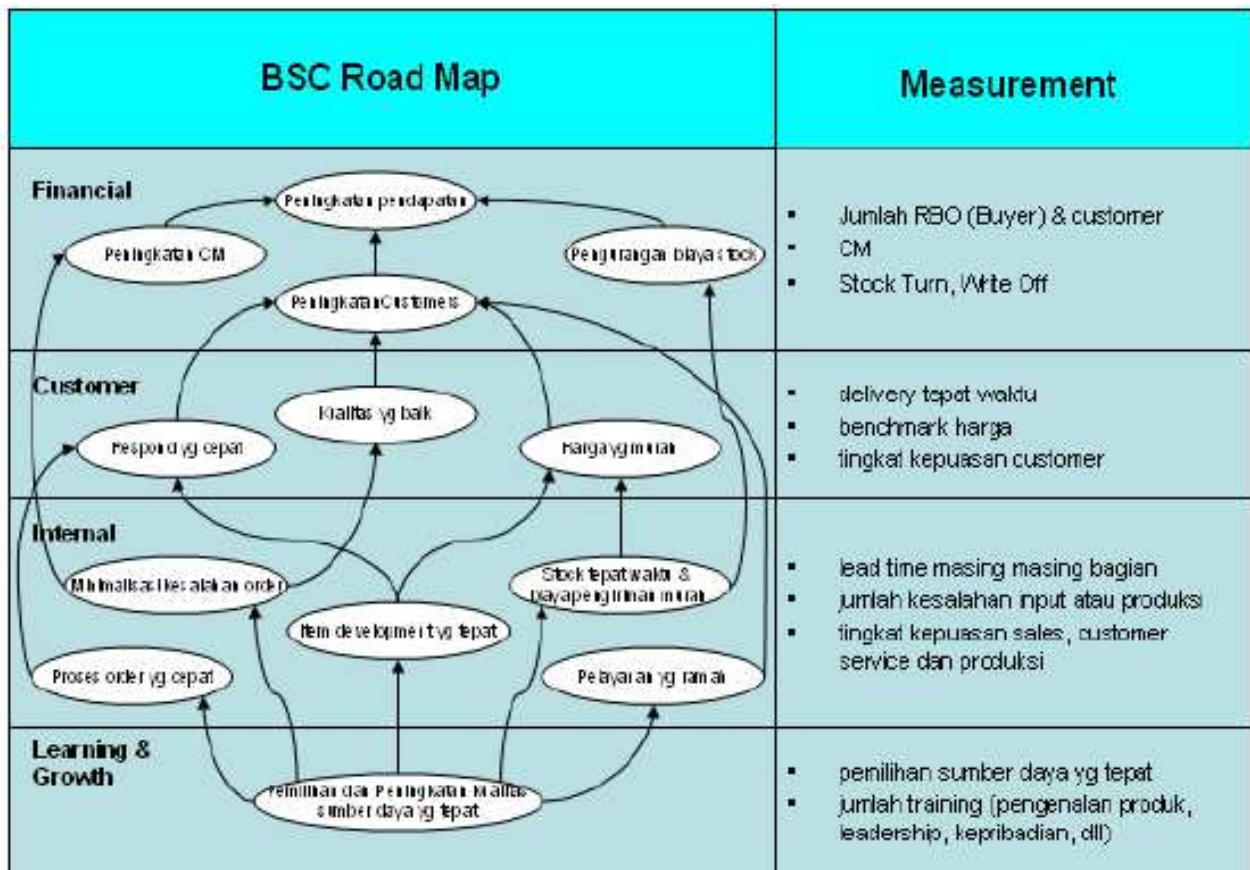 BSC Road Map
Measurement
Financial
Peningkatan pendapatan
Peningkatan CM
Pengurangan biaya stock
Peningkatan Customers
▪ Jumlah RBO (Buyer) & customer
▪ CM
▪ Stock Turn, Write Off
Customer
Kualitas yg baik
Respond yg cepat
Harga yg murah
▪ delivery tepat waktu
▪ benchmark harga
▪ tingkat kepuasan customer
Internal
Minimalisasi kesalahan order
Stock tepat waktu &
biaya pengiriman murah
Item development yg tepat
Proses order yg cepat
Pelayanan yg ramah
▪ lead time masing masing bagian
▪ jumlah kesalahan input atau produksi
▪ tingkat kepuasan sales, customer
service dan produksi
Learning &
Growth
Pemilihan dan Peningkatan kualitas
sumber daya yg tepat
▪ pemilihan sumber daya yg tepat
▪ jumlah training (pengenalan produk,
leadership, kepribadian, dll)